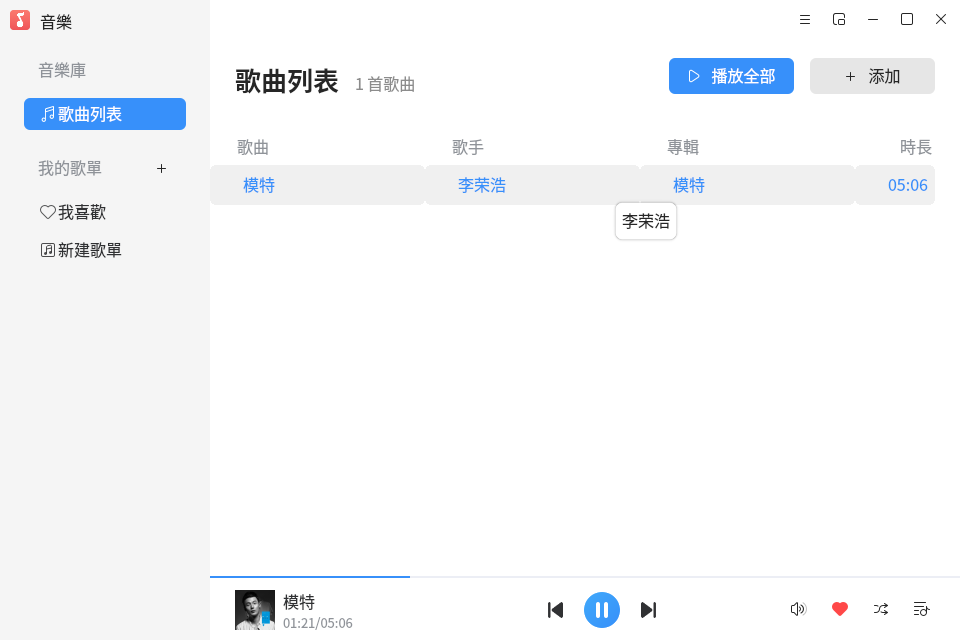 音樂
音樂庫
歌曲列表
我的歌單
我喜歡
新建歌單
歌曲列表 1 首歌曲
播放全部
添加
歌曲 歌手 專輯 時長
模特 李荣浩 模特 05:06
李荣浩
模特
01:21/05:06